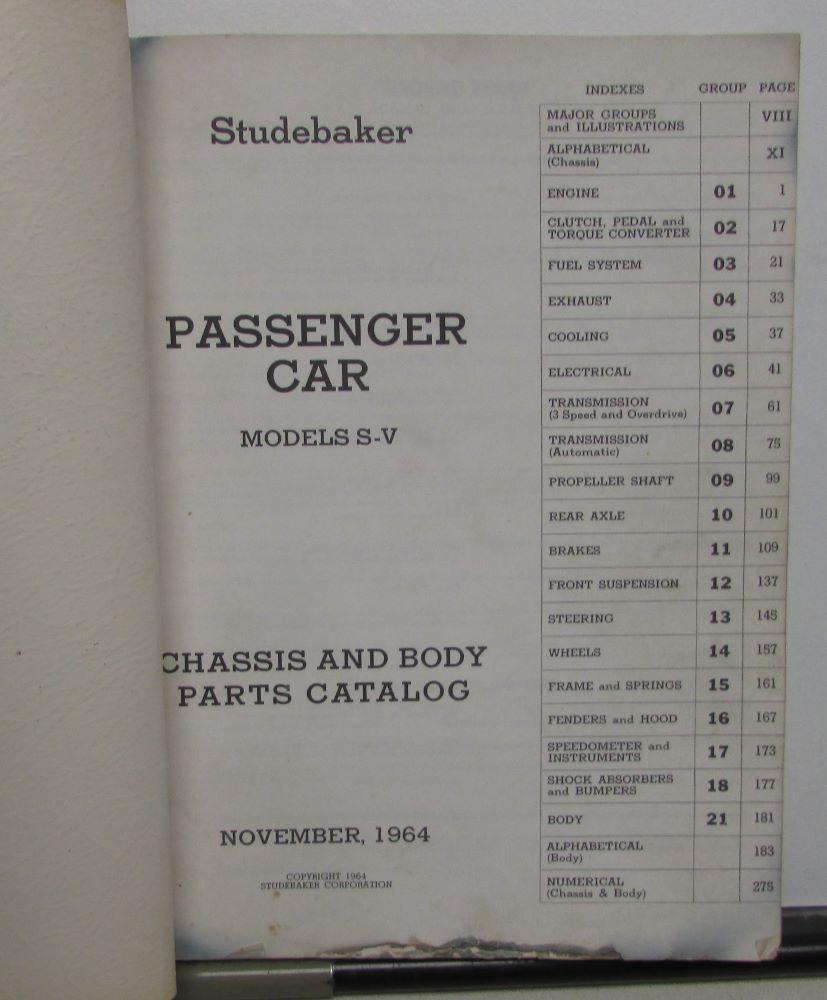 Studebaker
PASSENGER
CAR
MODELS S-V
CHASSIS AND BODY
PARTS CATALOG
NOVEMBER, 1964
COPYRIGHT 1964
STUDEBAKER CORPORATION
INDEXES GROUP PAGE
MAJOR GROUPS
and ILLUSTRATIONS VIII
ALPHABETICAL
(Chassis) XI
ENGINE 01 1
CLUTCH, PEDAL and
TORQUE CONVERTER 02 17
FUEL SYSTEM 03 21
EXHAUST 04 33
COOLING 05 37
ELECTRICAL 06 41
TRANSMISSION
(3 Speed and Overdrive) 07 61
TRANSMISSION
(Automatic) 08 75
PROPELLER SHAFT 09 99
REAR AXLE 10 101
BRAKES 11 109
FRONT SUSPENSION 12 137
STEERING 13 145
WHEELS 14 157
FRAME and SPRINGS 15 161
FENDERS and HOOD 16 167
SPEEDOMETER and
INSTRUMENTS 17 173
SHOCK ABSORBERS
and BUMPERS 18 177
BODY 21 181
ALPHABETICAL
(Body) 183
NUMERICAL
(Chassis & Body) 275